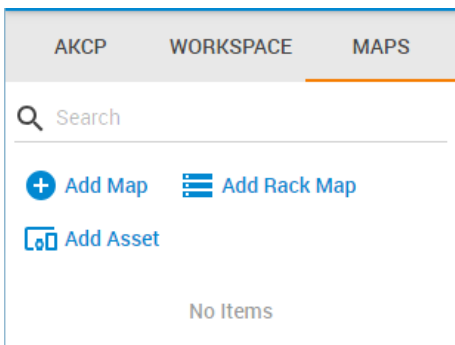 AKCP WORKSPACE MAPS
Search
Add Map Add Rack Map
Add Asset
No Items